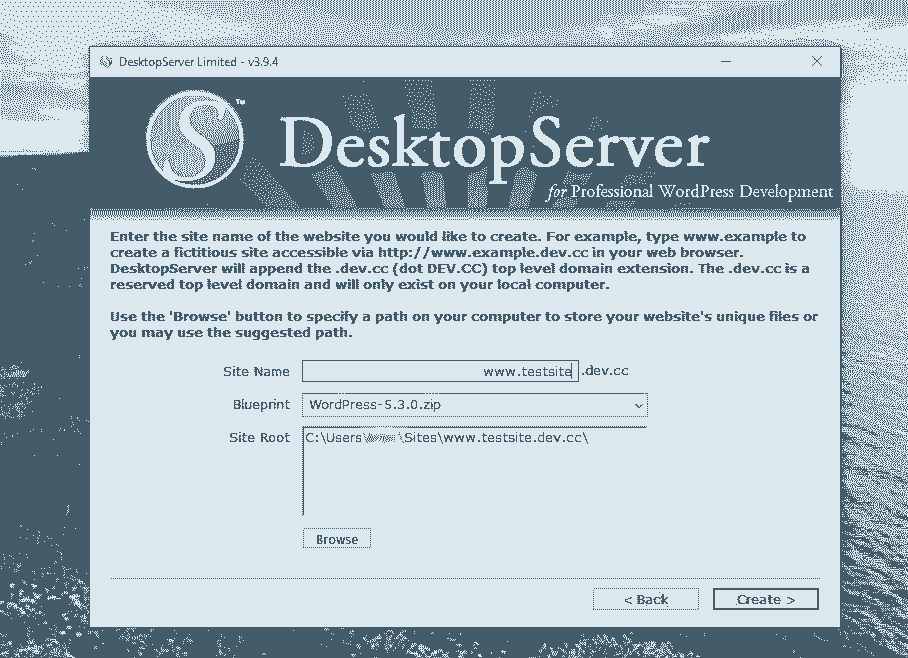 DesktopServer Limited - v3.9.4
S ™
DesktopServer
for Professional WordPress Development
Enter the site name of the website you would like to create. For example, type www.example to
create a fictitious site accessible via http://www.example.dev.cc in your web browser.
DesktopServer will append the .dev.cc (dot DEV.CC) top level domain extension. The .dev.cc is a
reserved top level domain and will only exist on your local computer.
Use the 'Browse' button to specify a path on your computer to store your website's unique files or
you may use the suggested path.
Site Name www.testsite .dev.cc
Blueprint WordPress-5.3.0.zip
Site Root C:\Users\ \Sites\www.testsite.dev.cc\
Browse
< Back Create >